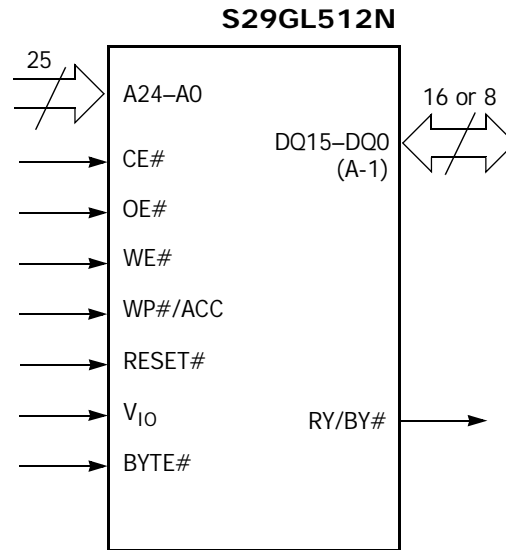 S29GL512N
25
A24–A0
16 or 8
DQ15–DQ0
(A-1)
CE#
OE#
WE#
WP#/ACC
RESET#
VIO
RY/BY#
BYTE#